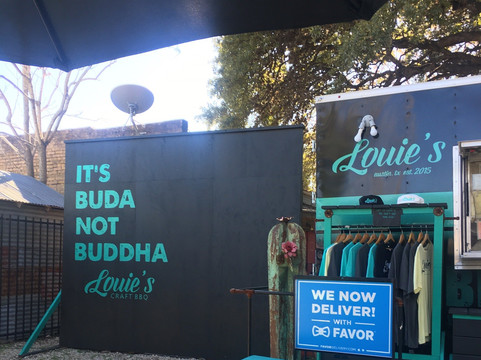 IT'S
BUDA
NOT
BUDDHA
Louie's
CRAFT BBQ
Louie's
austin, tx est. 2015
WE NOW
DELIVER!
WITH
FAVOR